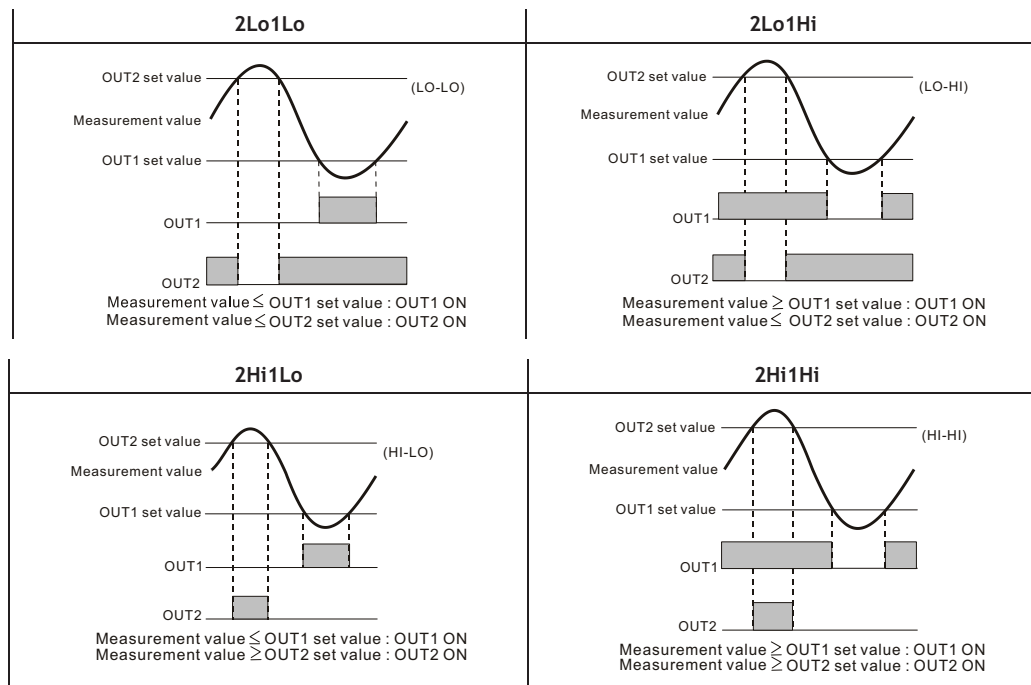 2Lo1Lo
OUT2 set value
(LO-LO)
Measurement value
OUT1 set value
OUT1
OUT2
Measurement value ≤ OUT1 set value : OUT1 ON
Measurement value ≤ OUT2 set value : OUT2 ON
2Lo1Hi
OUT2 set value
(LO-HI)
Measurement value
OUT1 set value
OUT1
OUT2
Measurement value ≥ OUT1 set value : OUT1 ON
Measurement value ≤ OUT2 set value : OUT2 ON
2Hi1Lo
OUT2 set value
(HI-LO)
Measurement value
OUT1 set value
OUT1
OUT2
Measurement value ≤ OUT1 set value : OUT1 ON
Measurement value ≥ OUT2 set value : OUT2 ON
2Hi1Hi
OUT2 set value
(HI-HI)
Measurement value
OUT1 set value
OUT1
OUT2
Measurement value ≥ OUT1 set value : OUT1 ON
Measurement value ≥ OUT2 set value : OUT2 ON